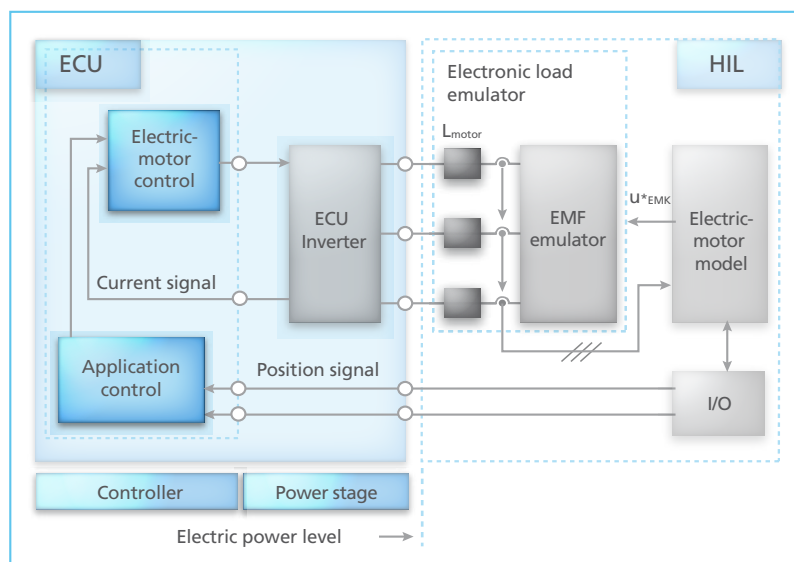 ECU
HIL
Electronic load
emulator
Electric-
motor
control
Lmotor
ECU
Inverter
EMF
emulator
u*EMK
Electric-
motor
model
Current signal
Application
control
Position signal
I/O
Controller
Power stage
Electric power level